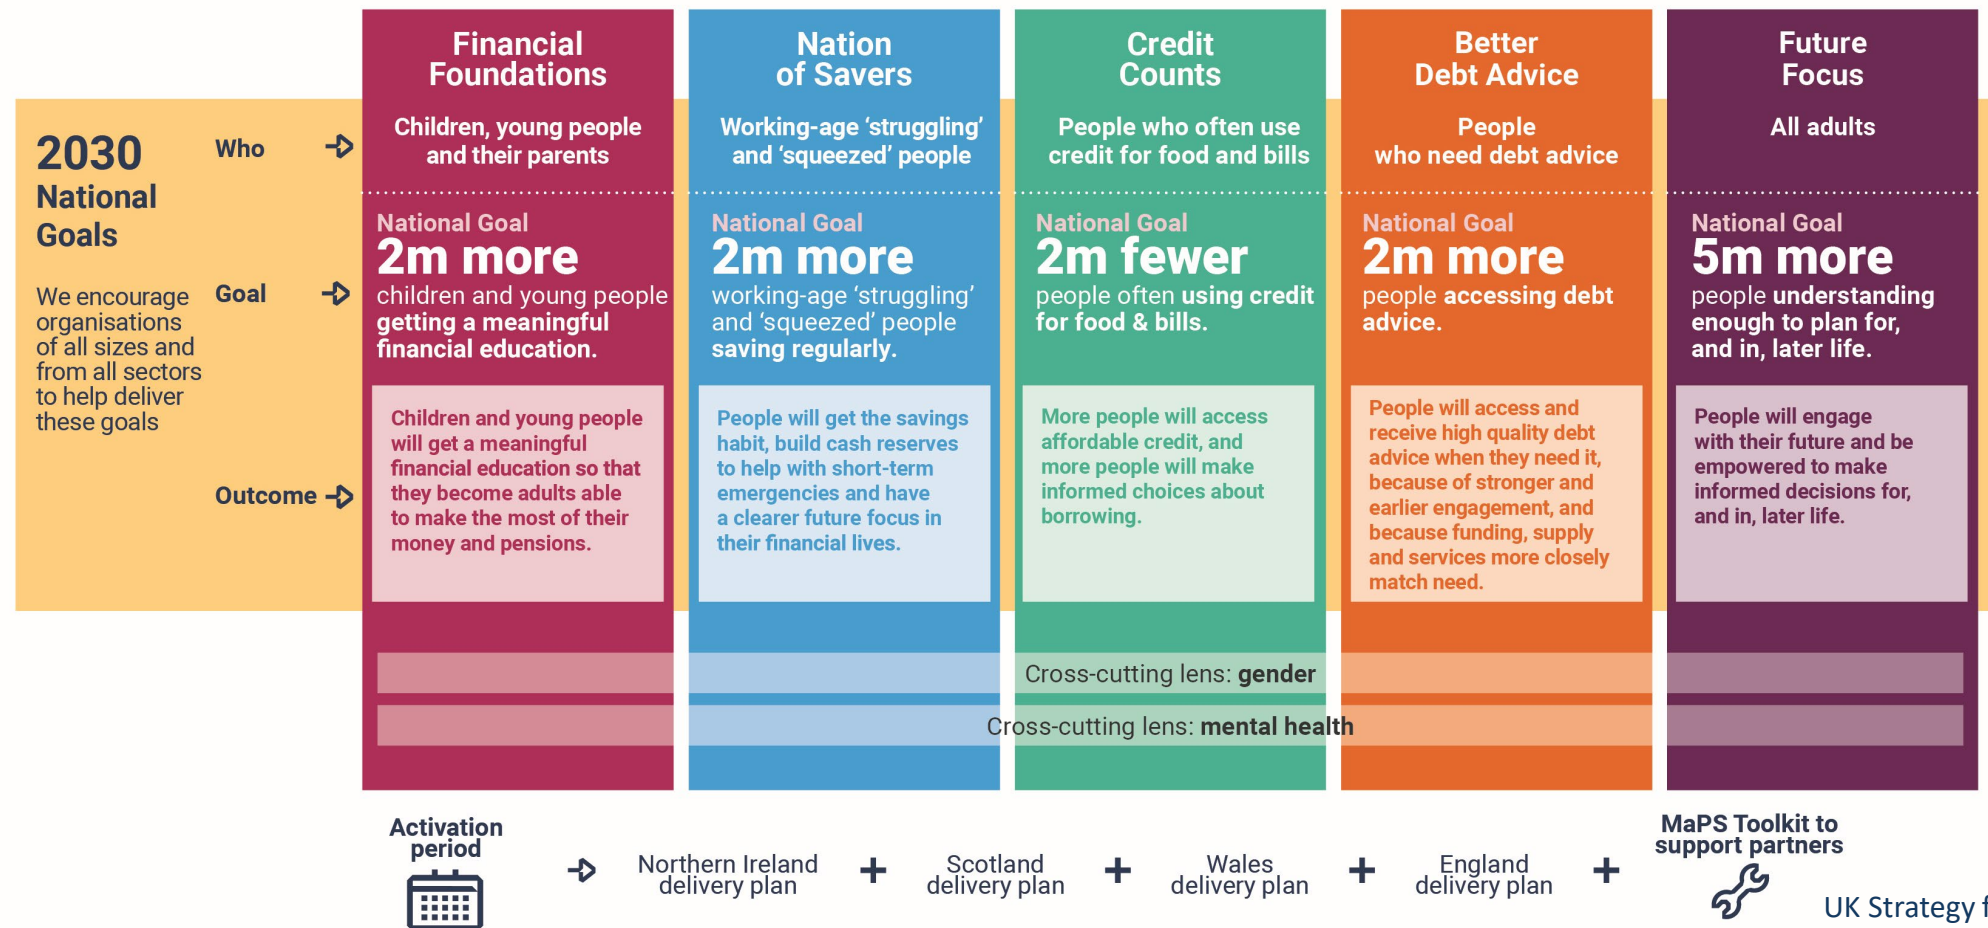 2030
National
Goals
We encourage
organisations
of all sizes and
from all sectors
to help deliver
these goals
Who
Goal
Outcome
Financial
Foundations
Children, young people
and their parents
National Goal
2m more
children and young people
getting a meaningful
financial education.
Children and young people
will get a meaningful
financial education so that
they become adults able
to make the most of their
money and pensions.
Nation
of Savers
Working-age ‘struggling’
and ‘squeezed’ people
National Goal
2m more
working-age ‘struggling’
and ‘squeezed’ people
saving regularly.
People will get the savings
habit, build cash reserves
to help with short-term
emergencies and have
a clearer future focus in
their financial lives.
Credit
Counts
People who often use
credit for food and bills
National Goal
2m fewer
people often using credit
for food & bills.
More people will access
affordable credit, and
more people will make
informed choices about
borrowing.
Better
Debt Advice
People
who need debt advice
National Goal
2m more
people accessing debt
advice.
People will access and
receive high quality debt
advice when they need it,
because of stronger and
earlier engagement, and
because funding, supply
and services more closely
match need.
Future
Focus
All adults
National Goal
5m more
people understanding
enough to plan for,
and in, later life.
People will engage
with their future and be
empowered to make
informed decisions for,
and in, later life.
Cross-cutting lens: gender
Cross-cutting lens: mental health
Activation
period
Northern Ireland
delivery plan
+
Scotland
delivery plan
+
Wales
delivery plan
+
England
delivery plan
+
MaPS Toolkit to
support partners
UK Strategy f